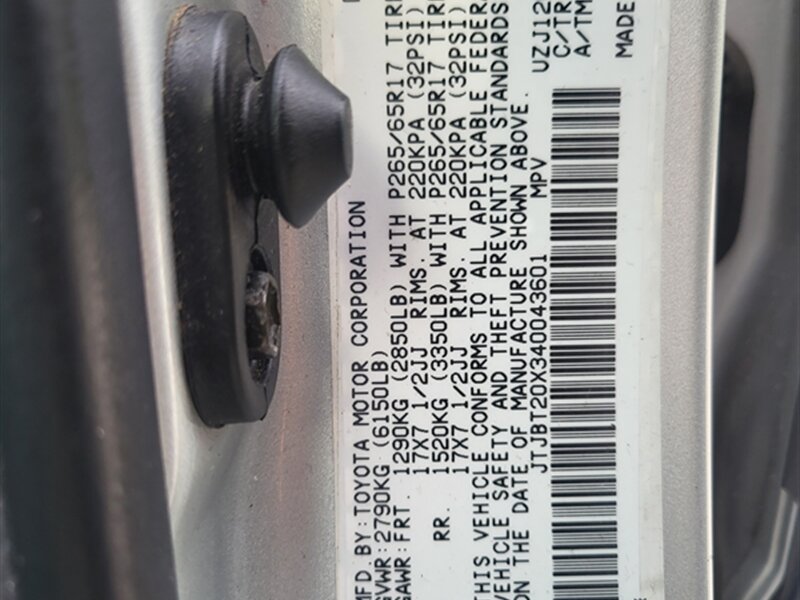 MFD. BY: TOYOTA MOTOR CORPORATION
GVWR: 2790KG (6150LB)
GAWR: FRT. 1290KG (2850LB) WITH P265/65R17
17X7 1/2JJ RIMS. AT 220KPA (32PSI)
RR. 1520KG (3350LB) WITH P265/65R17
17X7 1/2JJ RIMS. AT 220KPA (32PSI)
THIS VEHICLE CONFORMS TO ALL APPLICABLE
VEHICLE SAFETY AND THEFT PREVENTION STANDARDS
ON THE DATE OF MANUFACTURE SHOWN ABOVE.
JTJBT20X340043601 MPV
UZJ12
C/TR
A/TM
MADE